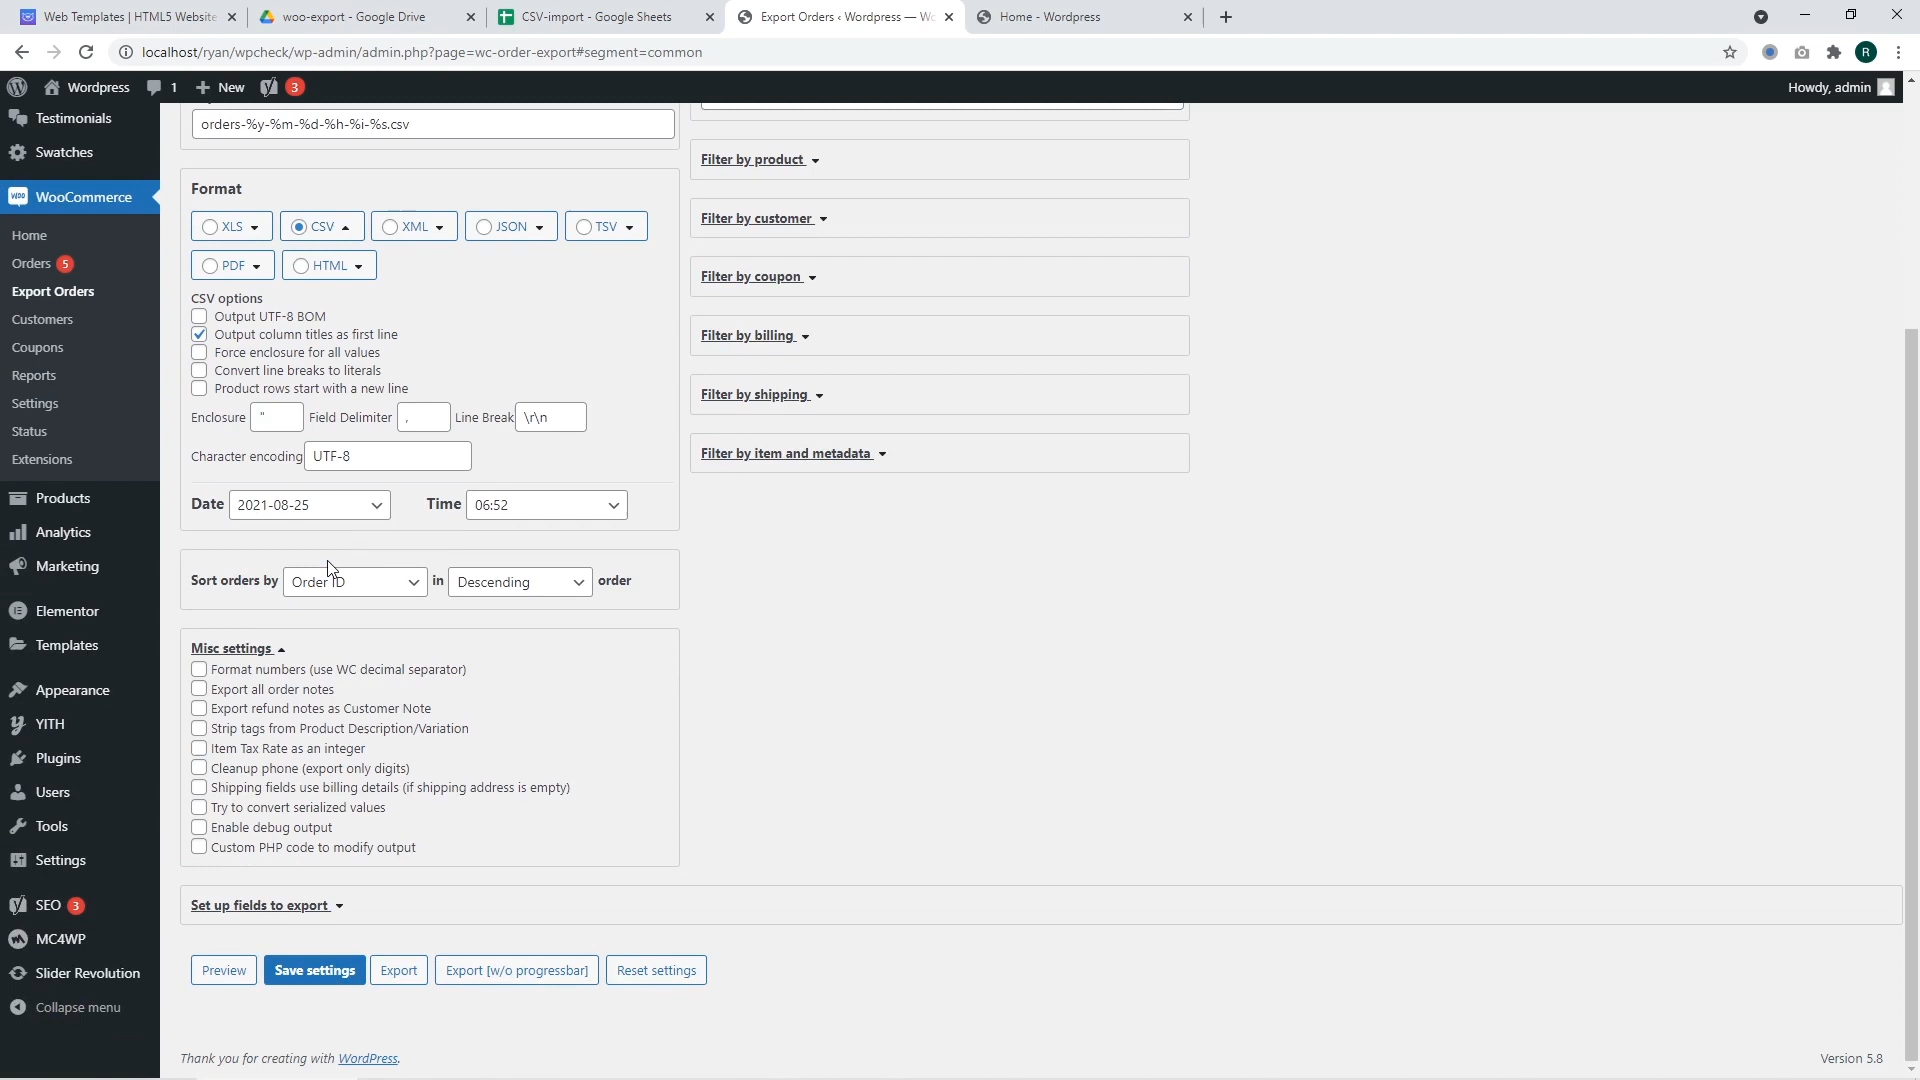 Web Templates | HTML5 Website
woo-export - Google Drive
CSV-import - Google Sheets
Export Orders ‹ Wordpress — Wo
Home - Wordpress
localhost/ryan/wpcheck/wp-admin/admin.php?page=wc-order-export#segment=common
R
Wordpress
1
New
3
Howdy, admin
Testimonials
Swatches
WooCommerce
Home
Orders 5
Export Orders
Customers
Coupons
Reports
Settings
Status
Extensions
Products
Analytics
Marketing
Elementor
Templates
Appearance
YITH
Plugins
Users
Tools
Settings
SEO 3
MC4WP
Slider Revolution
Collapse menu
orders-%y-%m-%d-%h-%i-%s.csv
Format
XLS
CSV
XML
JSON
TSV
PDF
HTML
CSV options
Output UTF-8 BOM
Output column titles as first line
Force enclosure for all values
Convert line breaks to literals
Product rows start with a new line
Enclosure " Field Delimiter , Line Break \r\n
Character encoding UTF-8
Date 2021-08-25 Time 06:52
Sort orders by Order ID in Descending order
Misc settings
Format numbers (use WC decimal separator)
Export all order notes
Export refund notes as Customer Note
Strip tags from Product Description/Variation
Item Tax Rate as an integer
Cleanup phone (export only digits)
Shipping fields use billing details (if shipping address is empty)
Try to convert serialized values
Enable debug output
Custom PHP code to modify output
Filter by product
Filter by customer
Filter by coupon
Filter by billing
Filter by shipping
Filter by item and metadata
Set up fields to export
Preview
Save settings
Export
Export [w/o progressbar]
Reset settings
Thank you for creating with WordPress.
Version 5.8